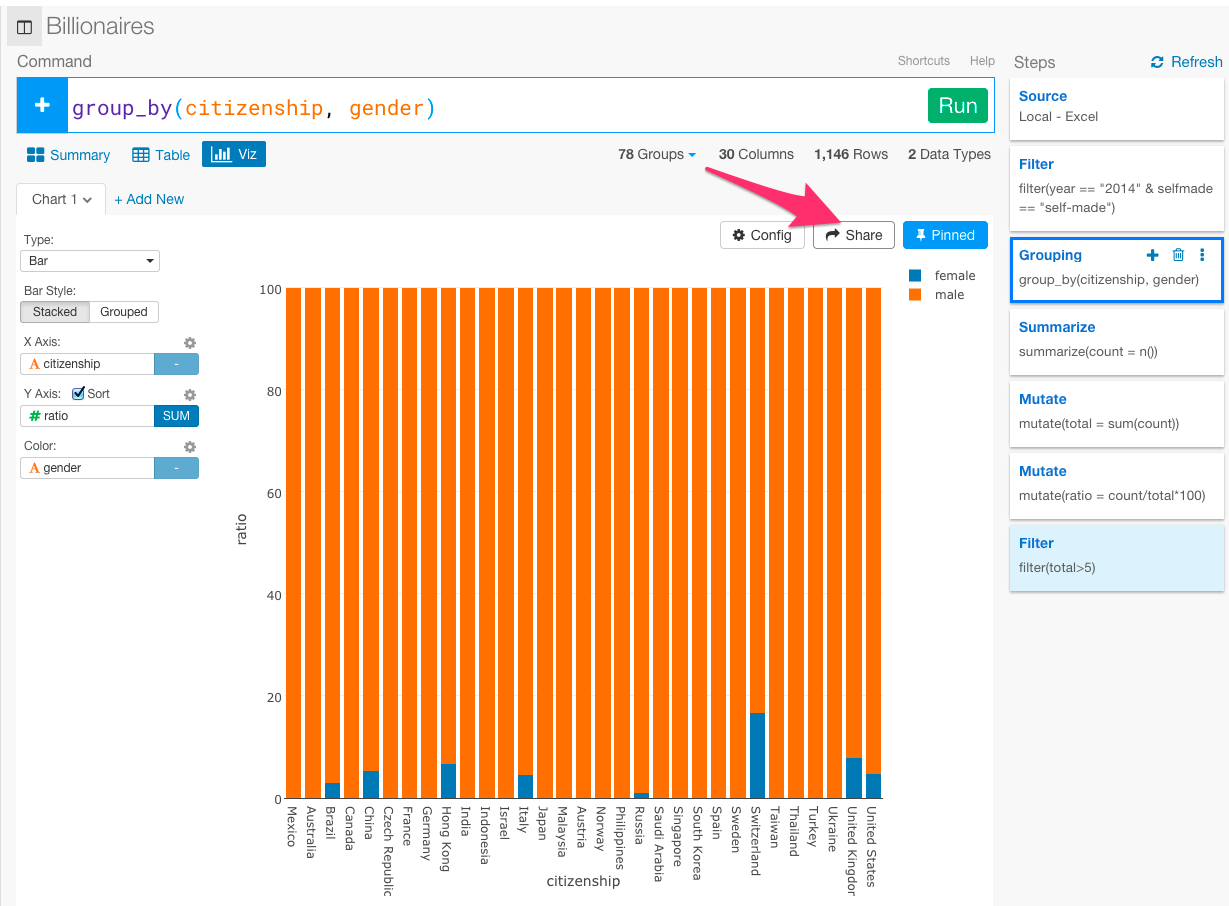 Billionaires
Command
Shortcuts Help
+ group_by(citizenship, gender) Run
Summary Table Viz
78 Groups 30 Columns 1,146 Rows 2 Data Types
Chart 1 + Add New
Config Share Pinned
Type:
Bar
Bar Style:
Stacked Grouped
X Axis:
A citizenship -
Y Axis: Sort
# ratio SUM
Color:
A gender -
female
male
100
80
60
40
20
0
ratio
Mexico
Australia
Brazil
Canada
China
Czech Republic
France
Germany
Hong Kong
India
Indonesia
Israel
Italy
Japan
Malaysia
Austria
Norway
Philippines
Russia
Saudi Arabia
Singapore
South Korea
Spain
Sweden
Switzerland
Taiwan
Thailand
Turkey
Ukraine
United Kingdom
United States
citizenship
Steps Refresh
Source
Local - Excel
Filter
filter(year == "2014" & selfmade
== "self-made")
Grouping
group_by(citizenship, gender)
Summarize
summarize(count = n())
Mutate
mutate(total = sum(count))
Mutate
mutate(ratio = count/total*100)
Filter
filter(total>5)